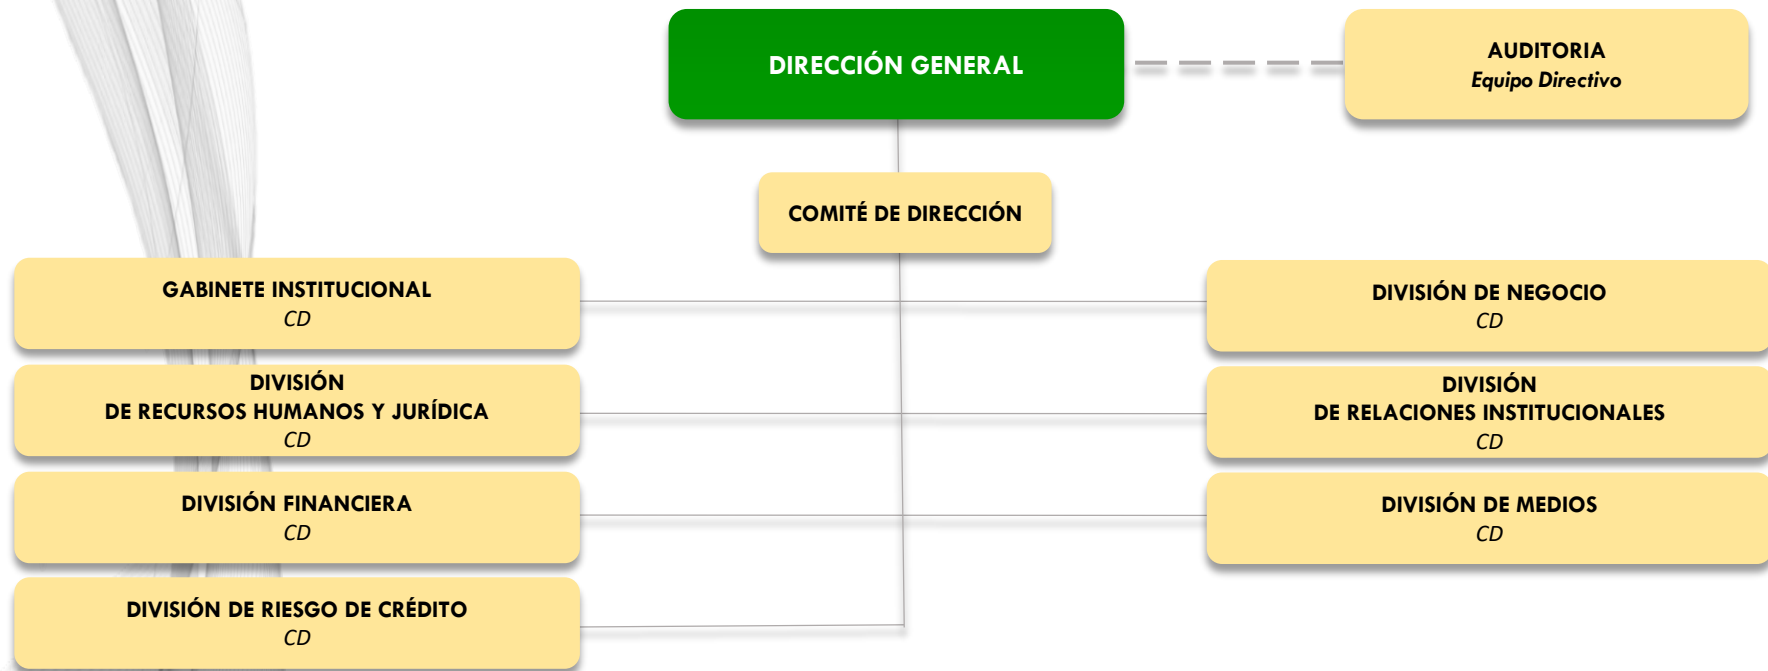 DIRECCIÓN GENERAL
AUDITORIA
Equipo Directivo
COMITÉ DE DIRECCIÓN
GABINETE INSTITUCIONAL
CD
DIVISIÓN DE NEGOCIO
CD
DIVISIÓN
DE RECURSOS HUMANOS Y JURÍDICA
CD
DIVISIÓN
DE RELACIONES INSTITUCIONALES
CD
DIVISIÓN FINANCIERA
CD
DIVISIÓN DE MEDIOS
CD
DIVISIÓN DE RIESGO DE CRÉDITO
CD